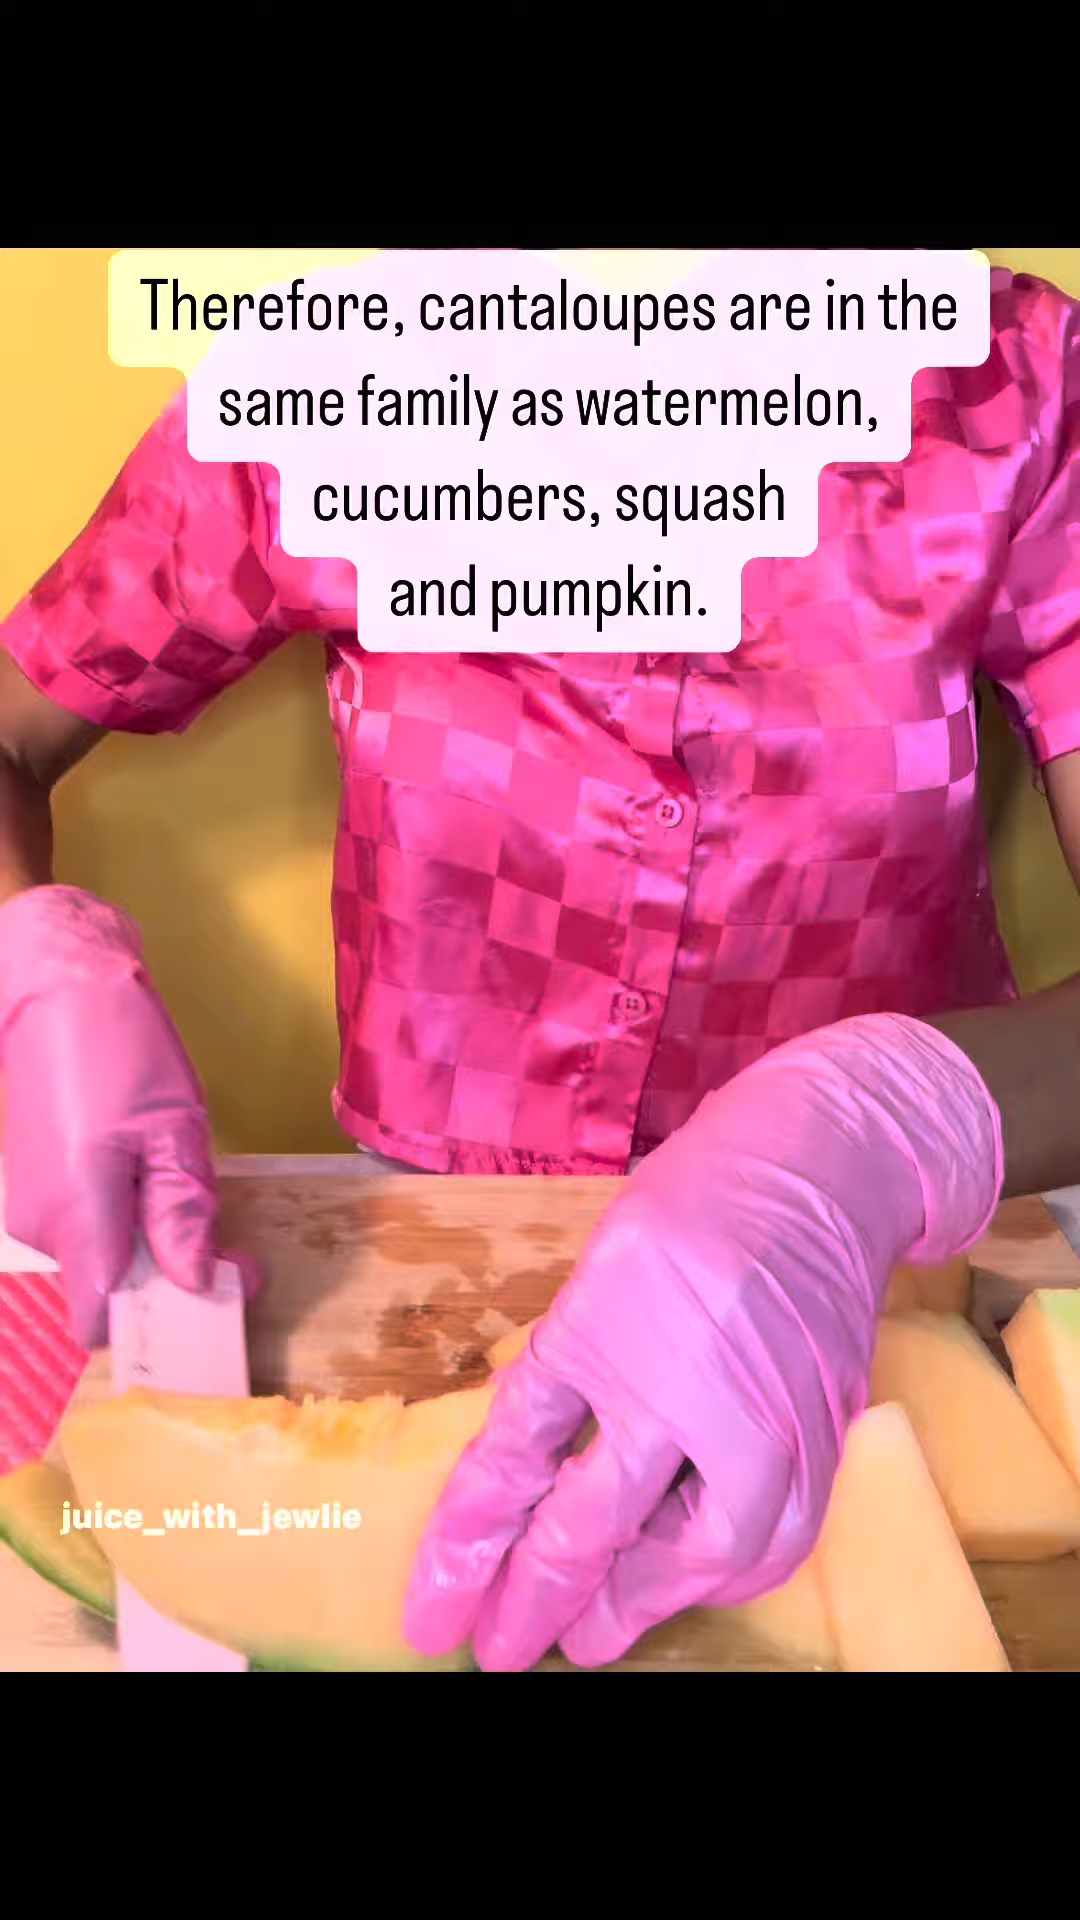 Therefore, cantaloupes are in the
same family as watermelon,
cucumbers, squash
and pumpkin.
juice_with_jewlie